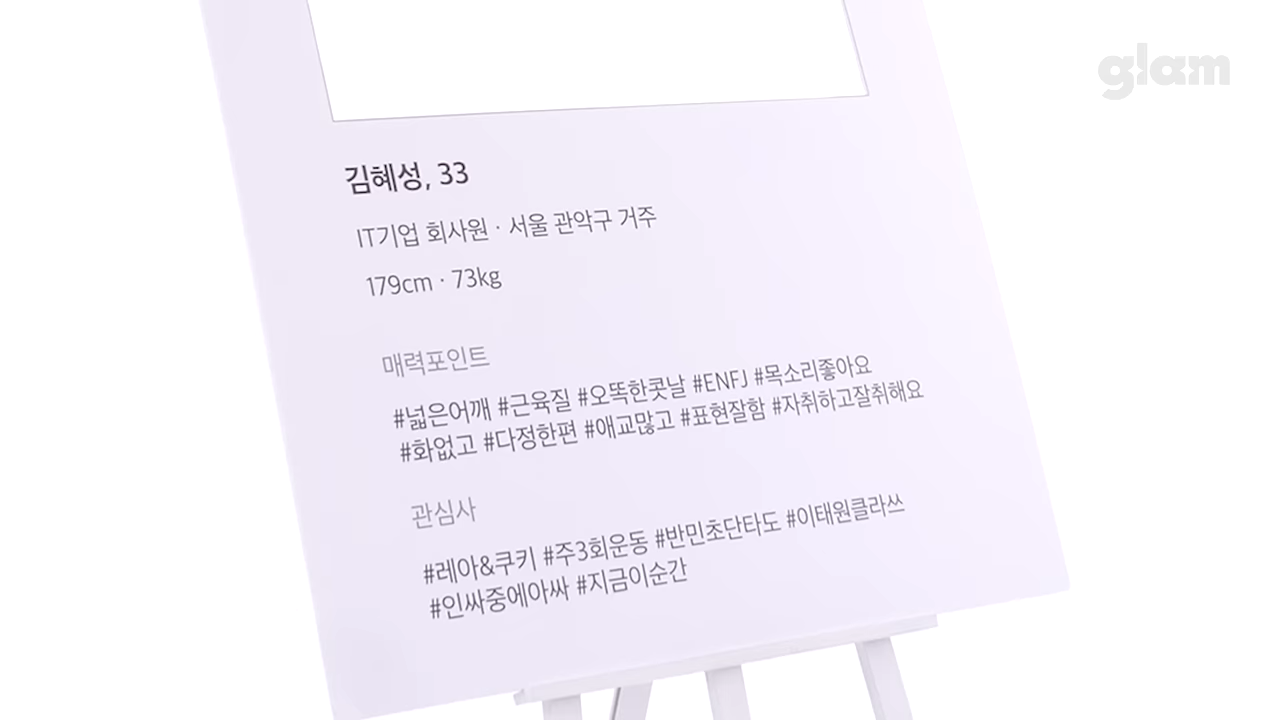 glam
김혜성, 33
IT기업 회사원 · 서울 관악구 거주
179cm · 73kg
매력포인트
#넓은어깨 #근육질 #오똑한콧날 #ENFJ #목소리좋아요
#화없고 #다정한편 #애교많고 #표현잘함 #자취하고잘취해요
관심사
#레아&쿠키 #주3회운동 #반민초단타도 #이태원클라쓰
#인싸중에아싸 #지금이순간